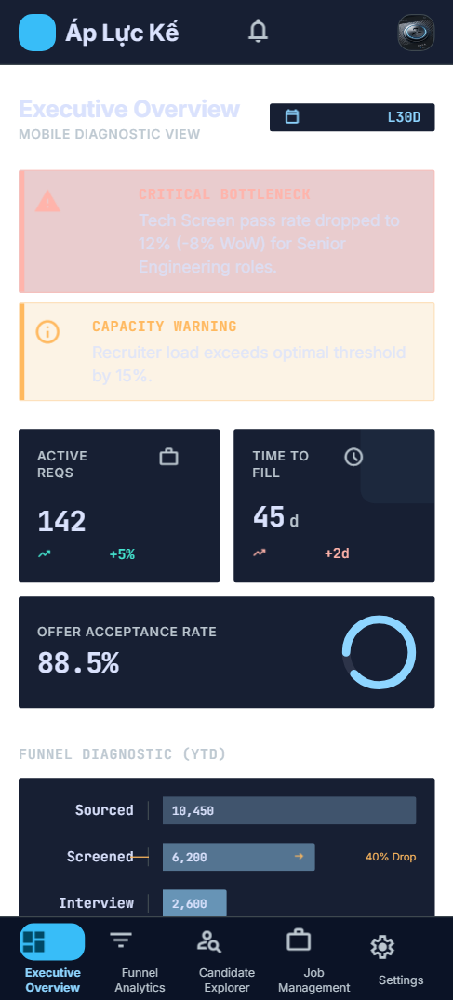 Áp Lực Kế
Executive Overview
MOBILE DIAGNOSTIC VIEW
L30D
CRITICAL BOTTLENECK
Tech Screen pass rate dropped to
12% (-8% WoW) for Senior
Engineering roles.
CAPACITY WARNING
Recruiter load exceeds optimal threshold
by 15%.
ACTIVE
REQS
142
+5%
TIME TO
FILL
45 d
+2d
OFFER ACCEPTANCE RATE
88.5%
FUNNEL DIAGNOSTIC (YTD)
Sourced 10,450
Screened 6,200 → 40% Drop
Interview 2,600
Executive
Overview
Funnel
Analytics
Candidate
Explorer
Job
Management
Settings